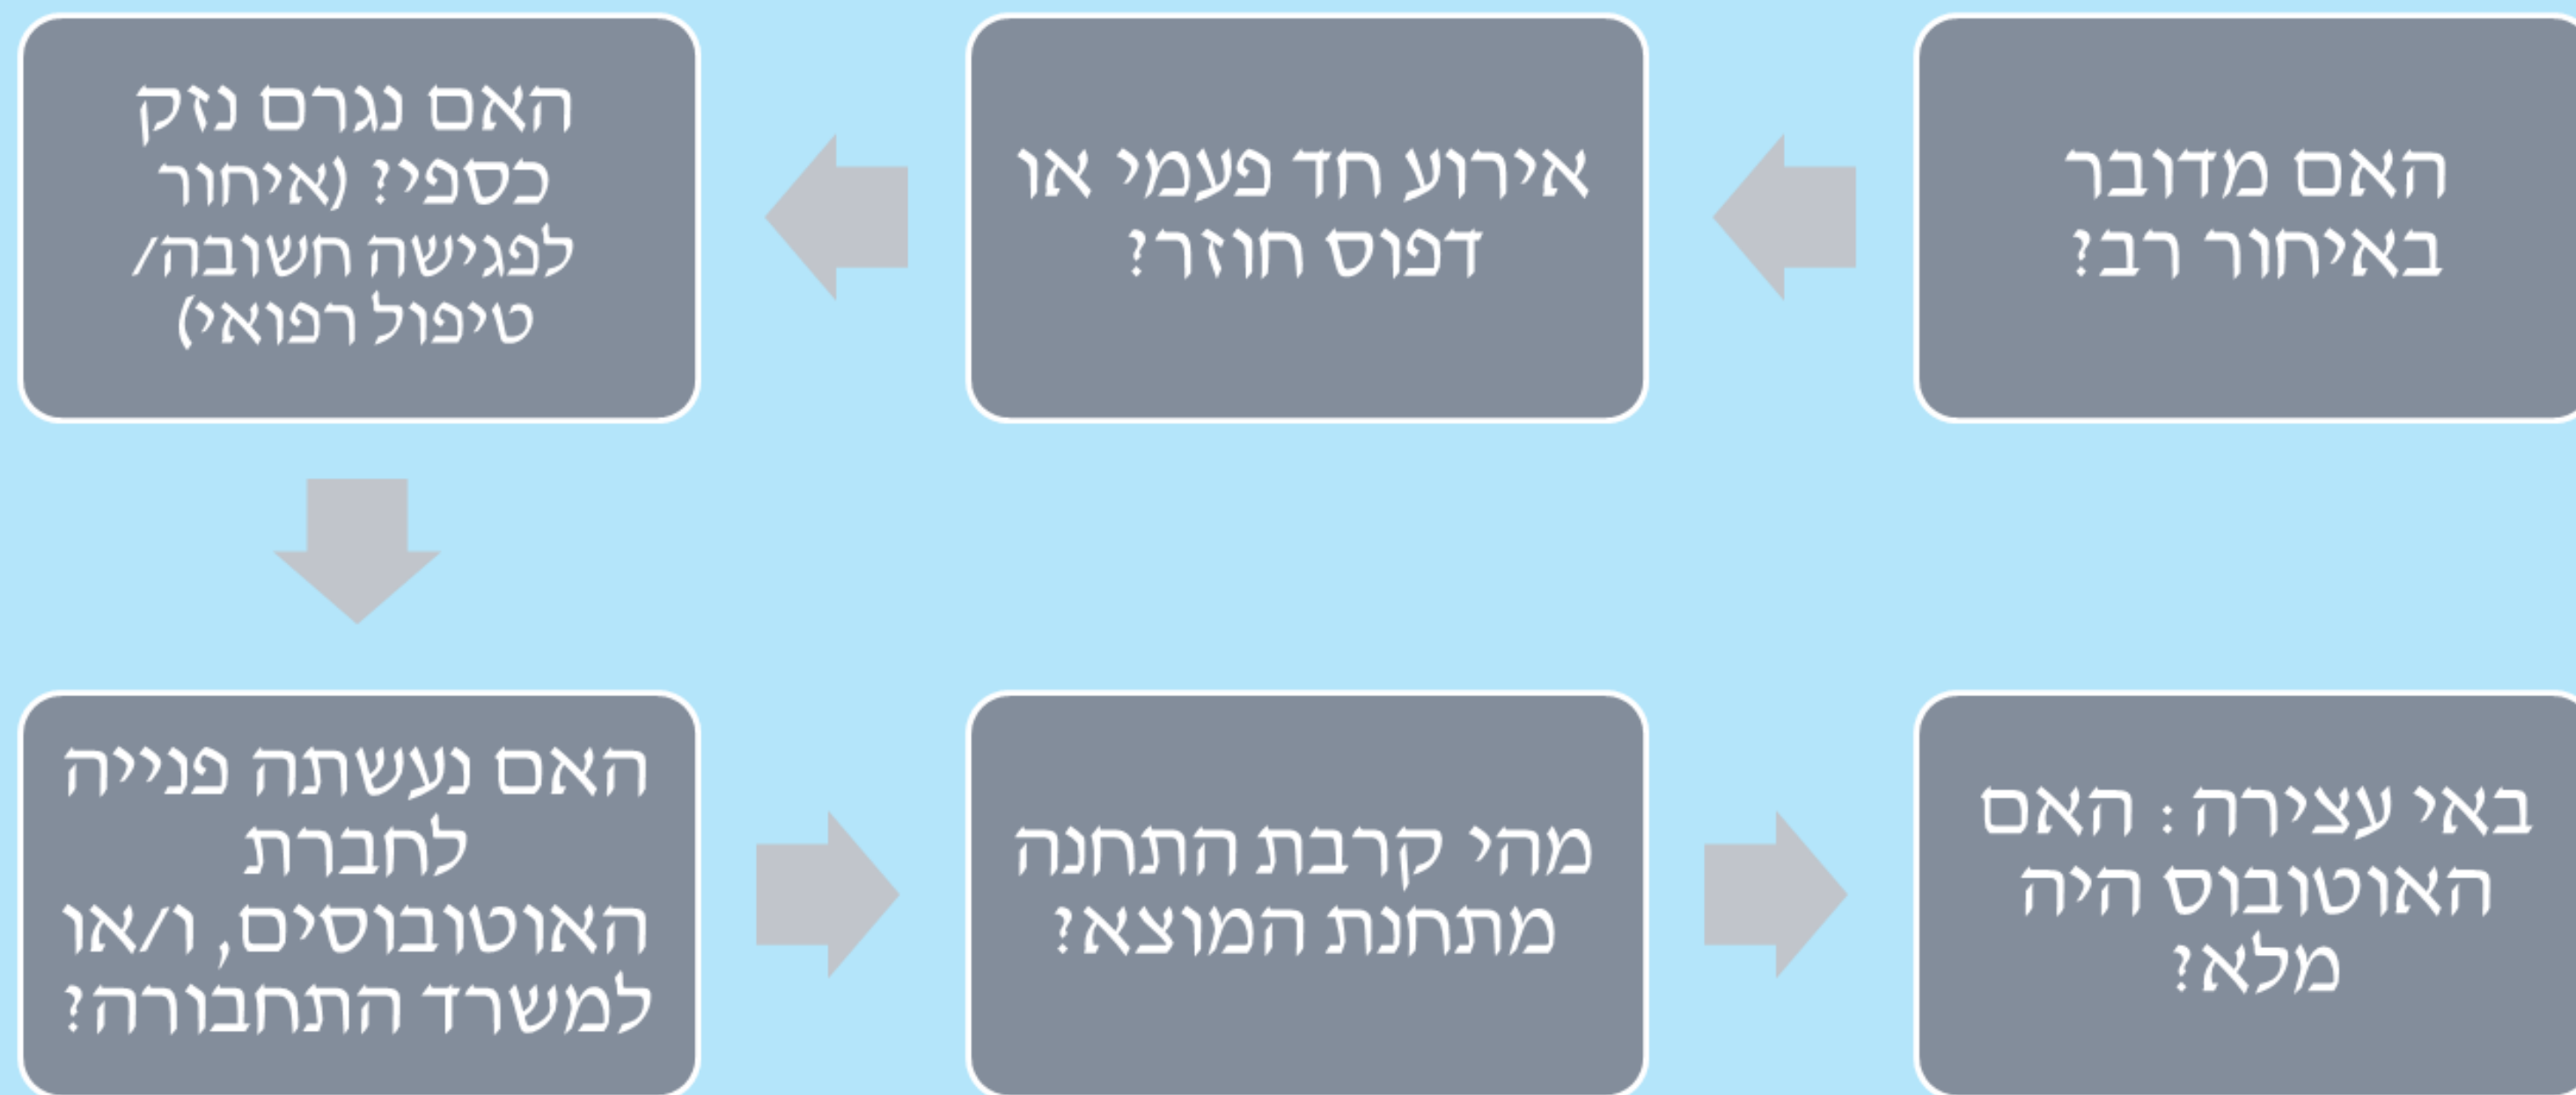 האם מדובר
באיחור רב?
אירוע חד פעמי או
דפוס חוזר?
האם נגרם נזק
כספי? (איחור
לפגישה חשובה/
טיפול רפואי)
האם נעשתה פנייה
לחברת
האוטובוסים, ו/או
למשרד התחבורה?
מהי קרבת התחנה
מתחנת המוצא?
באי עצירה: האם
האוטובוס היה
מלא?